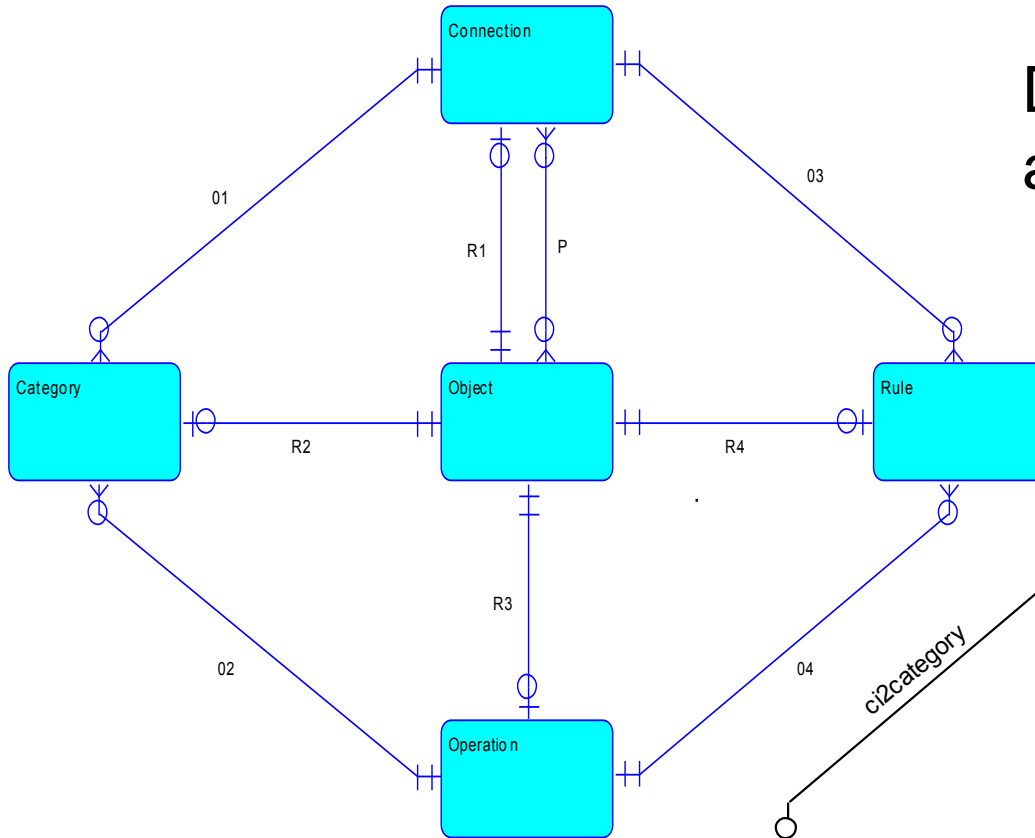 Connection
01
03
R1
P
Category
Object
Rule
R2
R4
R3
02
04
ci2category
Operation